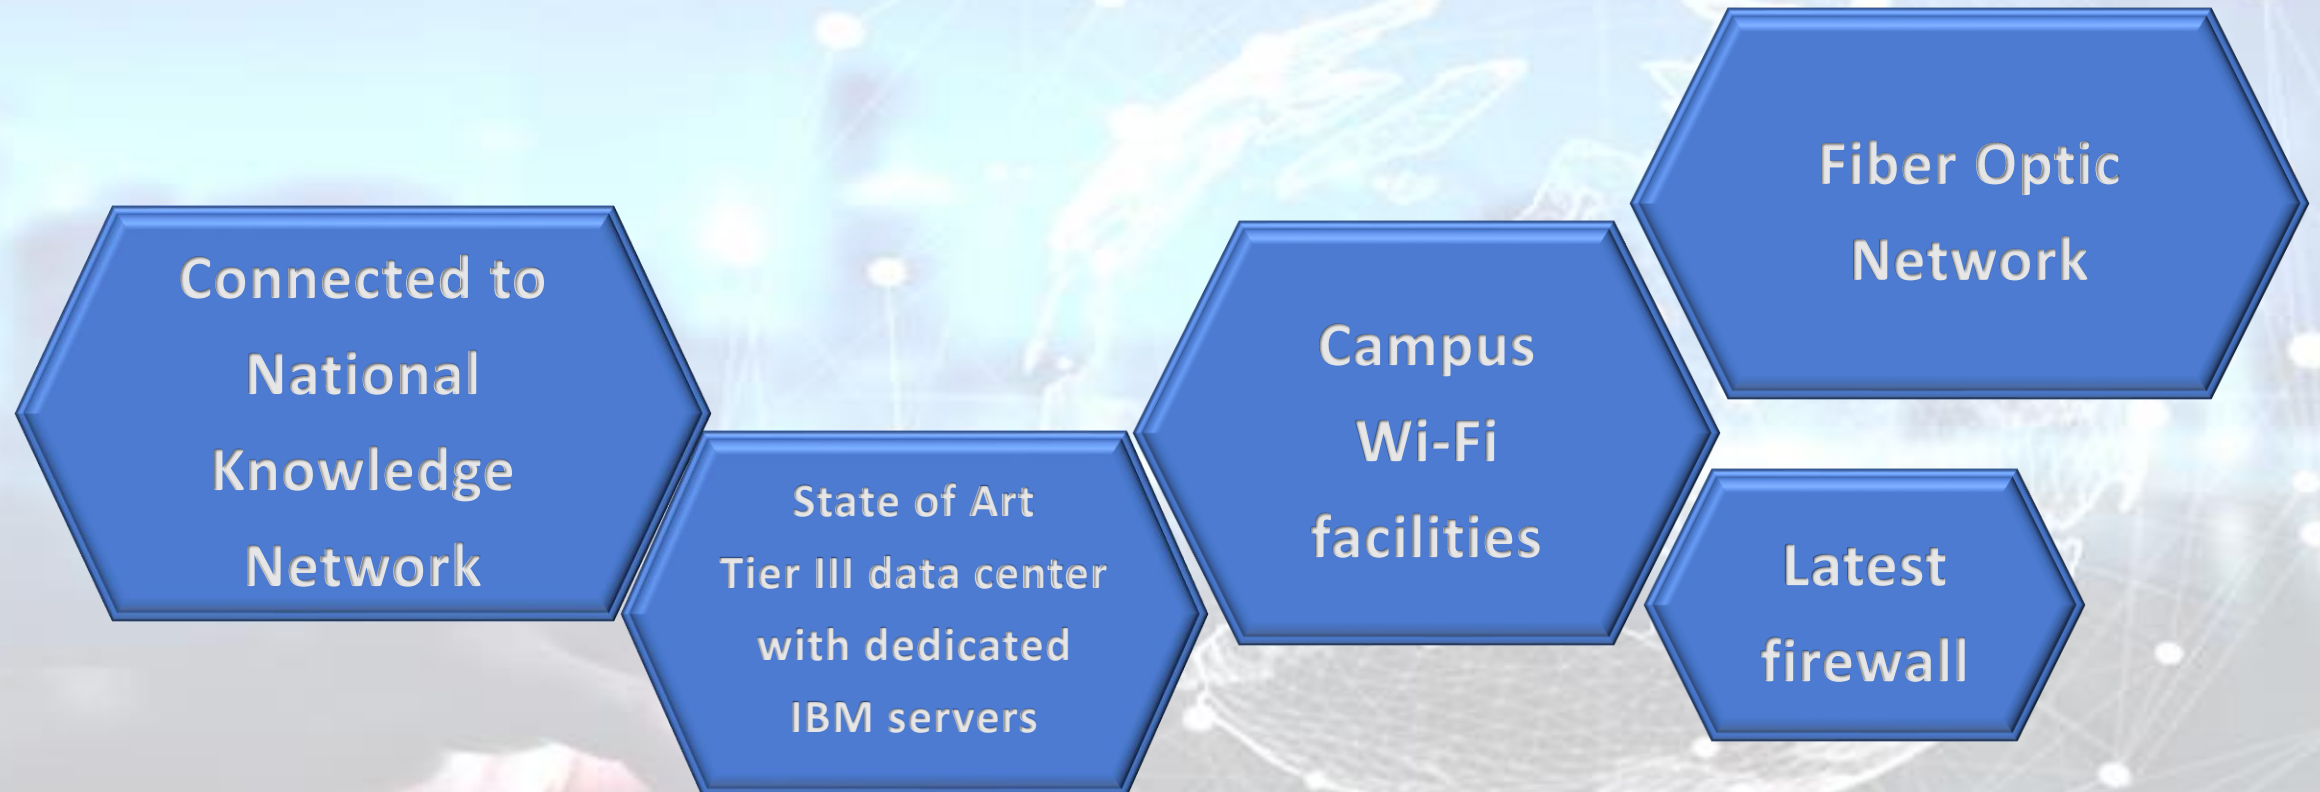 Connected to
National
Knowledge
Network
State of Art
Tier III data center
with dedicated
IBM servers
Campus
Wi-Fi
facilities
Fiber Optic
Network
Latest
firewall